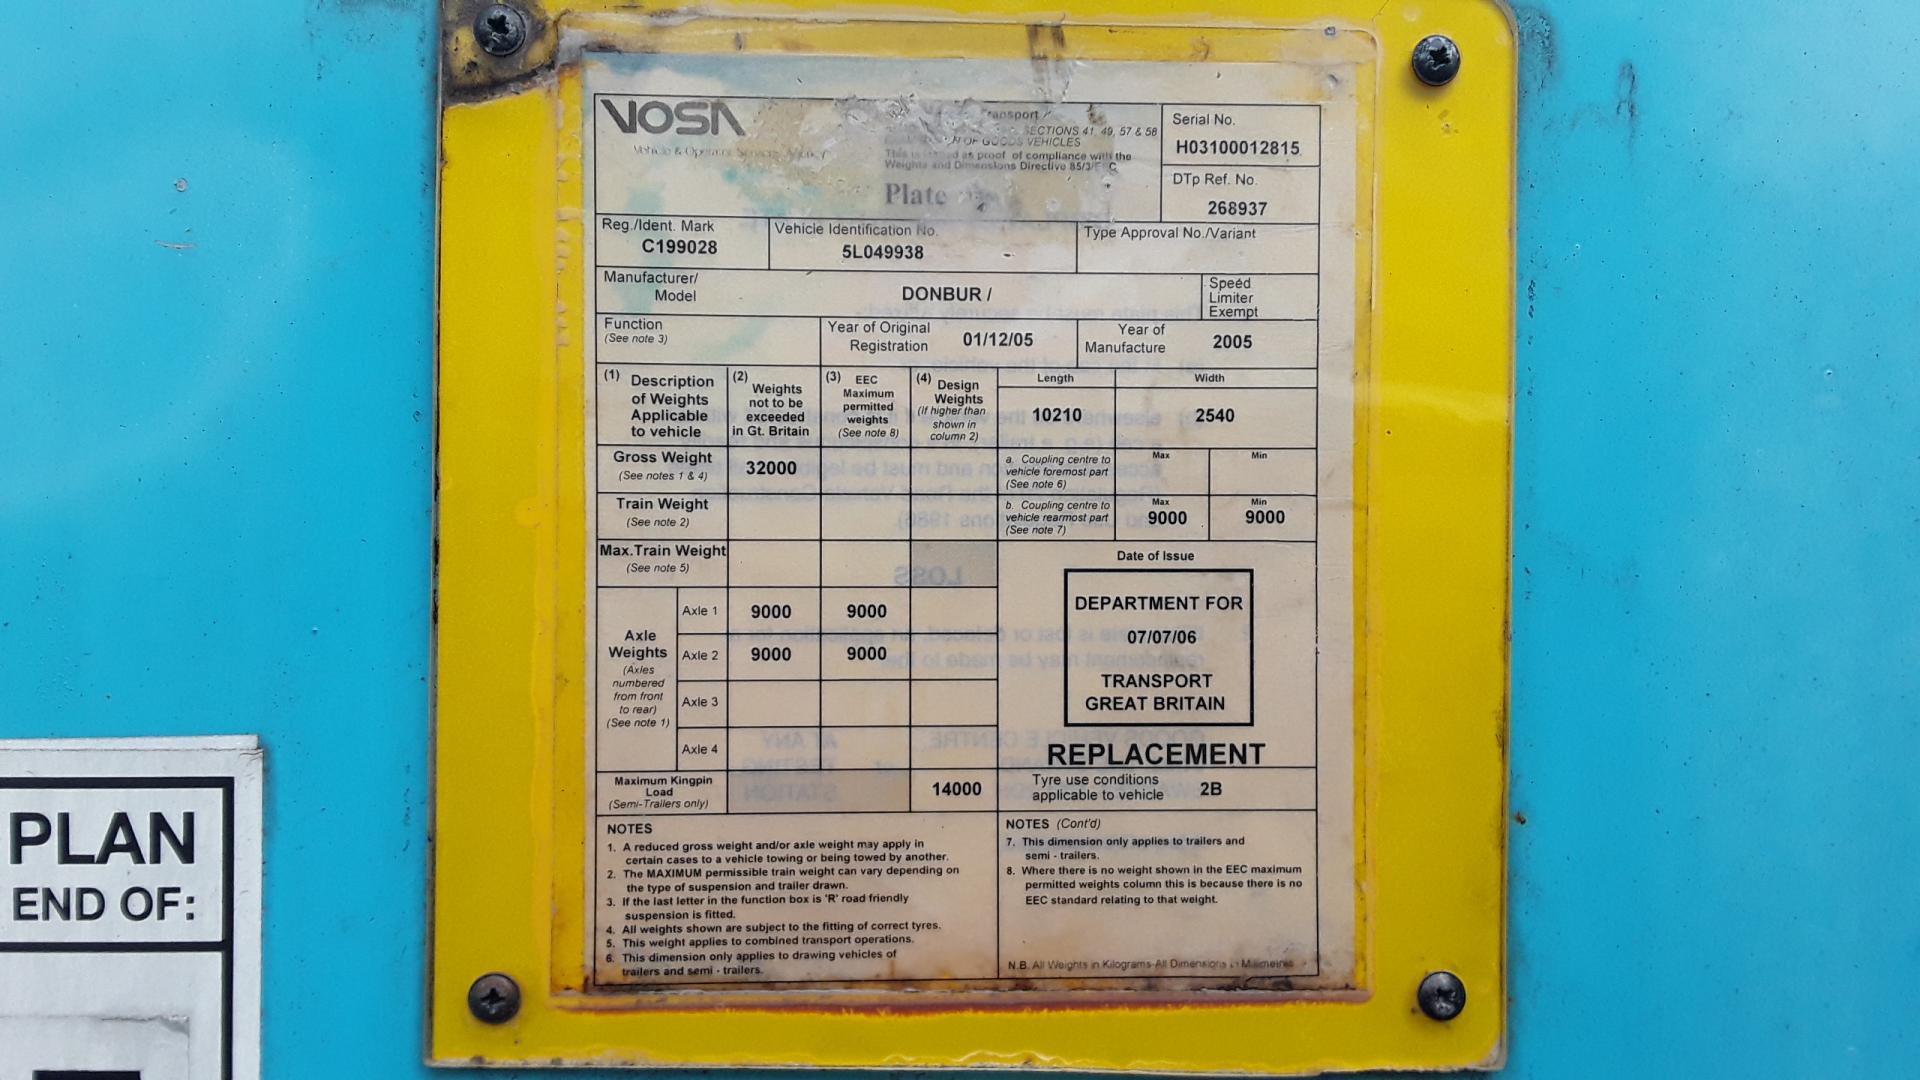 VOSA
Vehicle & Operator Services Agency
Transport
SECTIONS 41, 49, 57 & 58
OF GOODS VEHICLES
This is issued as proof of compliance with the
Weights and Dimensions Directive 85/3/EEC
Plate
Serial No.
H03100012815
DTp Ref. No.
268937
Reg./Ident. Mark
C199028
Vehicle Identification No.
5L049938
Type Approval No./Variant
Manufacturer/
Model
DONBUR /
Speed
Limiter
Exempt
Function
(See note 3)
Year of Original
Registration
01/12/05
Year of
Manufacture
2005
(1) Description
of Weights
Applicable
to vehicle
(2) Weights
not to be
exceeded
in Gt. Britain
(3) EEC
Maximum
permitted
weights
(See note 8)
(4) Design
Weights
(If higher than
shown in
column 2)
Length
10210
Width
2540
Gross Weight
(See notes 1 & 4)
32000
a. Coupling centre to
vehicle foremost part
(See note 6)
Max
Min
Train Weight
(See note 2)
b. Coupling centre to
vehicle rearmost part
(See note 7)
Max
9000
Min
9000
Max.Train Weight
(See note 5)
Axle
Weights
(Axles
numbered
from front
to rear)
(See note 1)
Axle 1 9000 9000
Axle 2 9000 9000
Axle 3
Axle 4
Date of Issue
DEPARTMENT FOR
07/07/06
TRANSPORT
GREAT BRITAIN
REPLACEMENT
Maximum Kingpin
Load
(Semi-Trailers only)
14000
Tyre use conditions
applicable to vehicle 2B
NOTES
1. A reduced gross weight and/or axle weight may apply in
certain cases to a vehicle towing or being towed by another.
2. The MAXIMUM permissible train weight can vary depending on
the type of suspension and trailer drawn.
3. If the last letter in the function box is 'R' road friendly
suspension is fitted.
4. All weights shown are subject to the fitting of correct tyres.
5. This weight applies to combined transport operations.
6. This dimension only applies to drawing vehicles of
trailers and semi - trailers.
NOTES (Cont'd)
7. This dimension only applies to trailers and
semi - trailers.
8. Where there is no weight shown in the EEC maximum
permitted weights column this is because there is no
EEC standard relating to that weight.
N.B. All Weights in Kilograms-All Dimensions in Millimetres
PLAN
END OF: